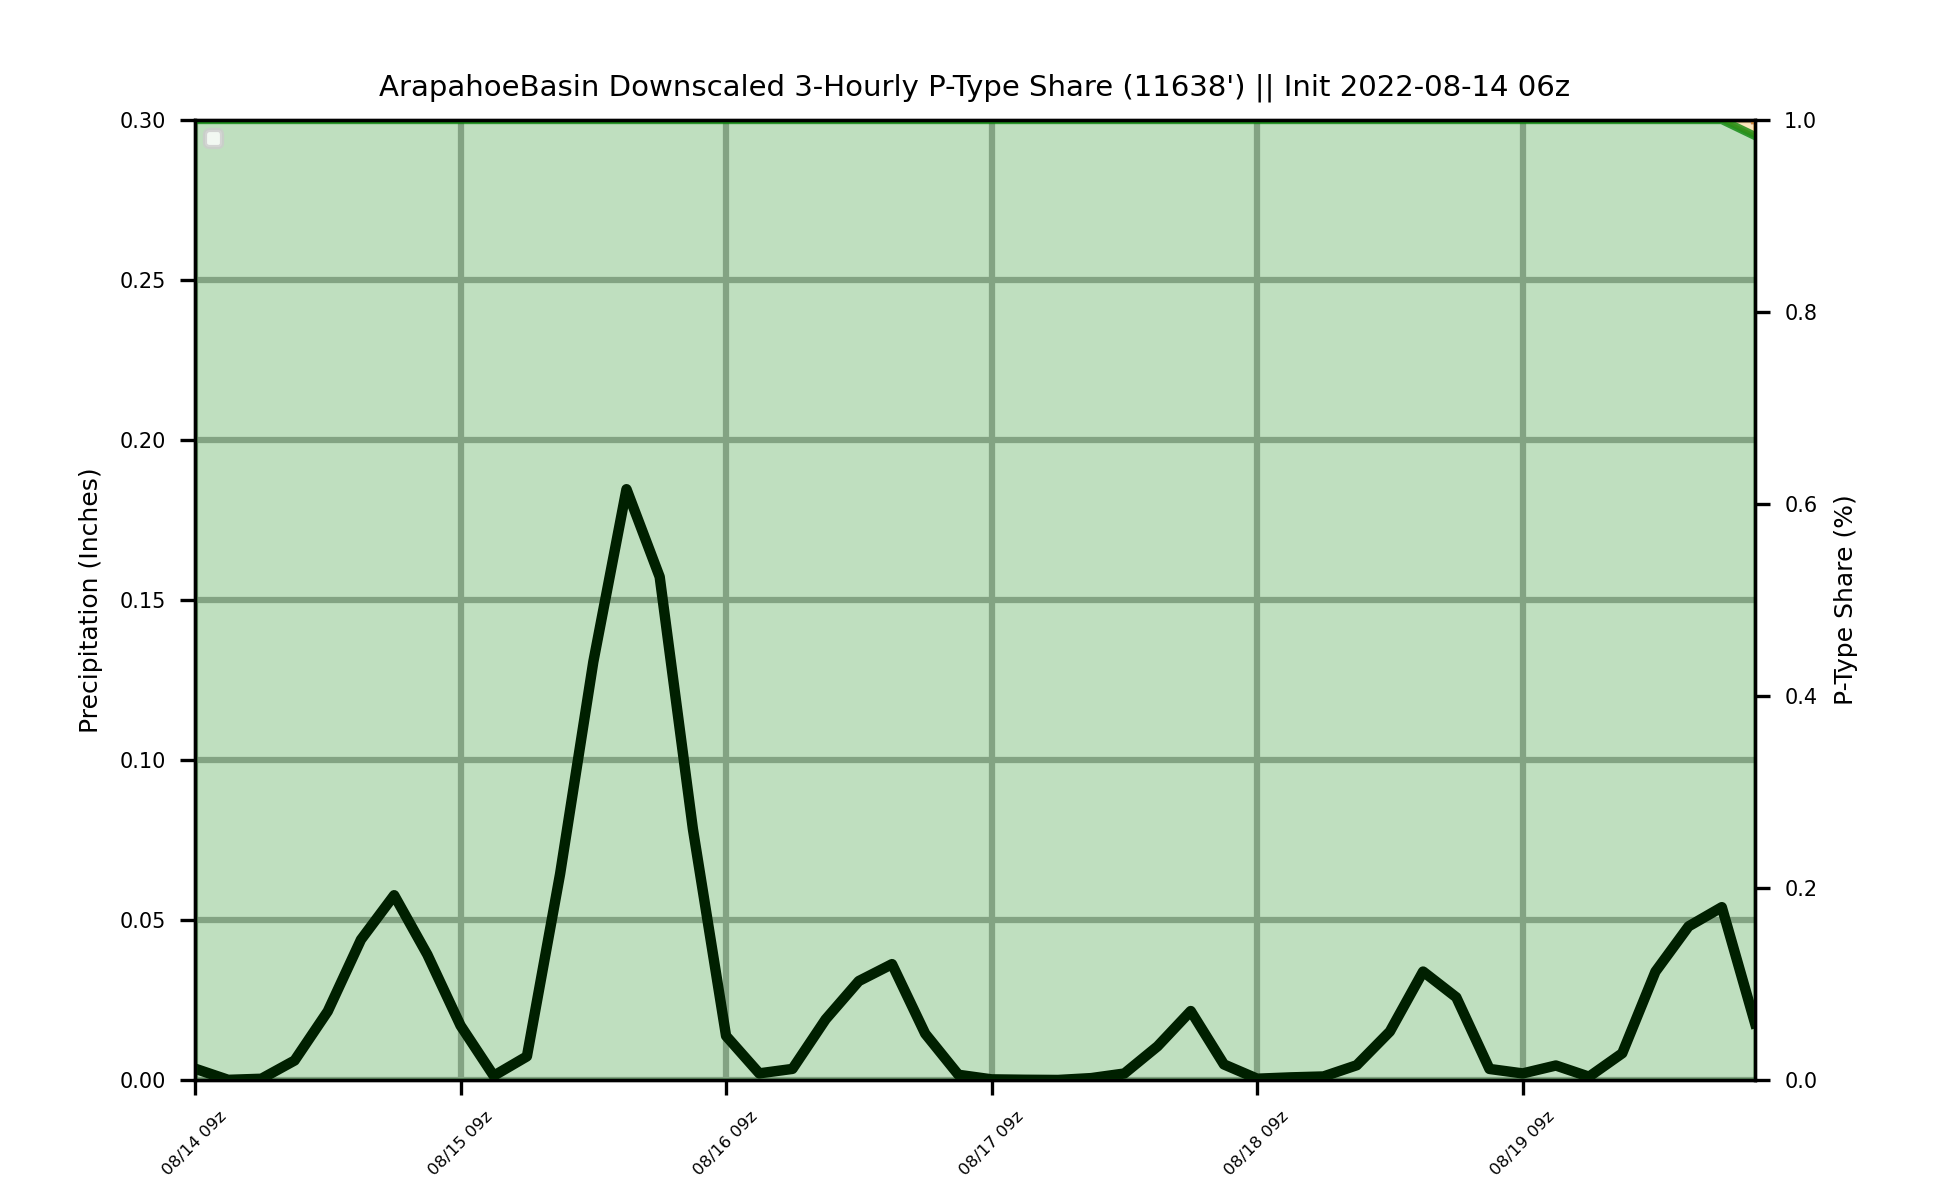 ArapahoeBasin Downscaled 3-Hourly P-Type Share (11638') || Init 2022-08-14 06z
0.30
0.25
0.20
0.15
0.10
0.05
0.00
Precipitation (Inches)
1.0
0.8
0.6
0.4
0.2
0.0
P-Type Share (%)
08/14 09z
08/15 09z
08/16 09z
08/17 09z
08/18 09z
08/19 09z